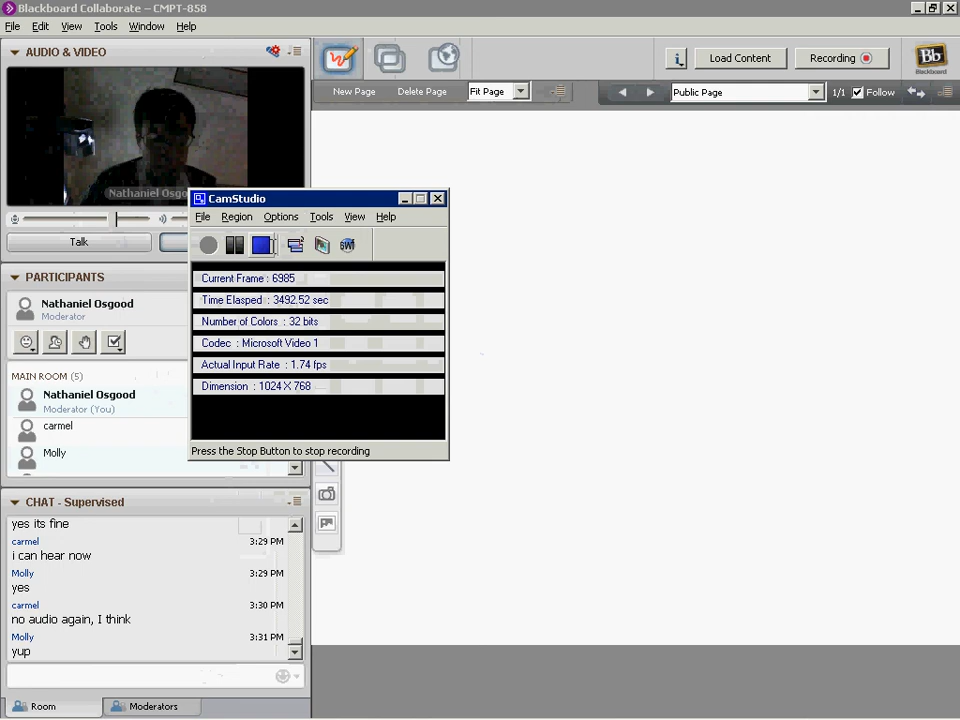 Blackboard Collaborate – CMPT-858
File Edit View Tools Window Help
AUDIO & VIDEO
Nathaniel Osgo
Talk
PARTICIPANTS
Nathaniel Osgood
Moderator
MAIN ROOM (5)
Nathaniel Osgood
Moderator (You)
carmel
Molly
CHAT - Supervised
yes its fine
carmel 3:29 PM
i can hear now
Molly 3:29 PM
yes
carmel 3:30 PM
no audio again, I think
Molly 3:31 PM
yup
Room Moderators
Load Content Recording
Bb
Blackboard
New Page Delete Page Fit Page Public Page 1/1 Follow
CamStudio
File Region Options Tools View Help
Current Frame : 6985
Time Elasped : 3492.52 sec
Number of Colors : 32 bits
Codec : Microsoft Video 1
Actual Input Rate : 1.74 fps
Dimension : 1024 X 768
Press the Stop Button to stop recording